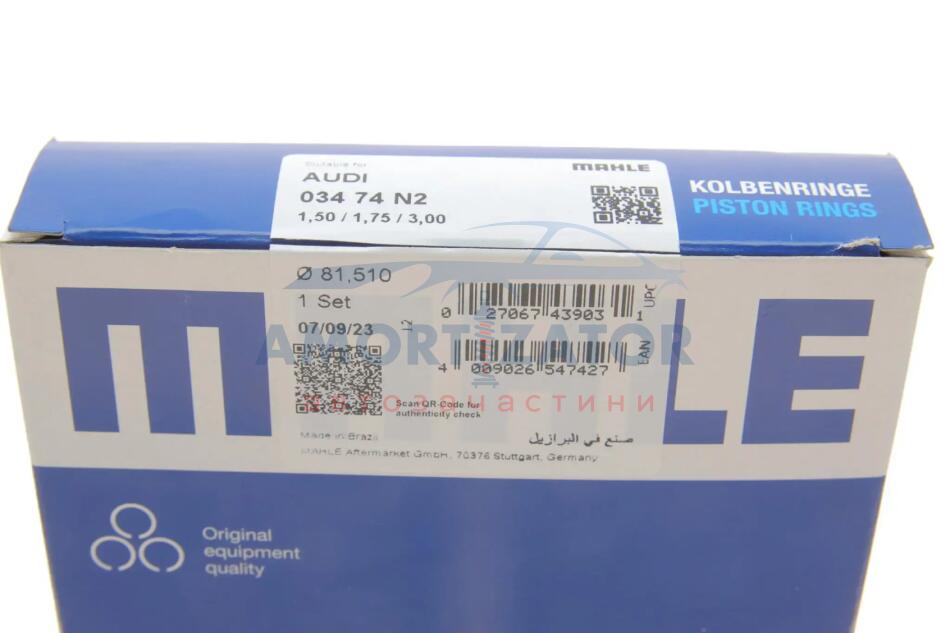 Suitable for
AUDI
034 74 N2
1,50 / 1,75 / 3,00
MAHLE
KOLBENRINGE
PISTON RINGS
Ø 81,510
1 Set
07/09/23
L2
0 27067 43903 1
UPC
4 009026 547427
EAN
AMORTIZATOR
автозапчастини
Scan QR-Code for
authenticity check
Made in Brazil
صنع في البرازيل
MAHLE Aftermarket GmbH, 70376 Stuttgart, Germany
MAHLE
Original
equipment
quality